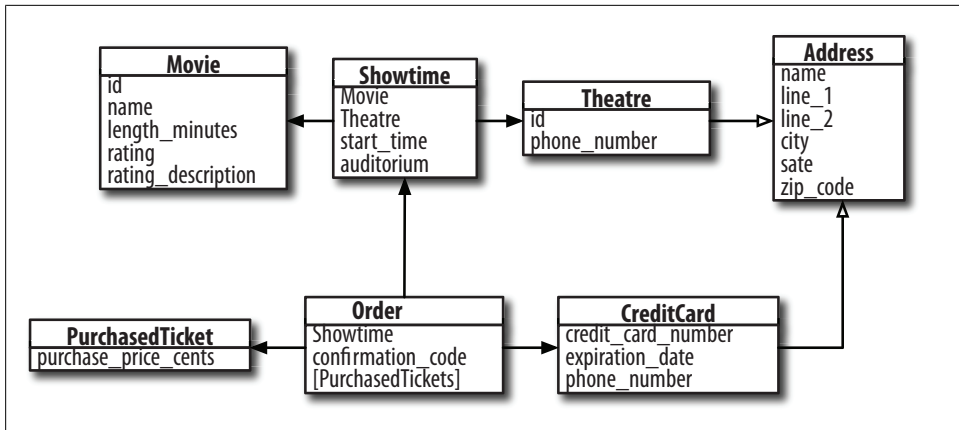 Movie
id
name
length_minutes
rating
rating_description
Showtime
Movie
Theatre
start_time
auditorium
Theatre
id
phone_number
Address
name
line_1
line_2
city
sate
zip_code
PurchasedTicket
purchase_price_cents
Order
Showtime
confirmation_code
[PurchasedTickets]
CreditCard
credit_card_number
expiration_date
phone_number